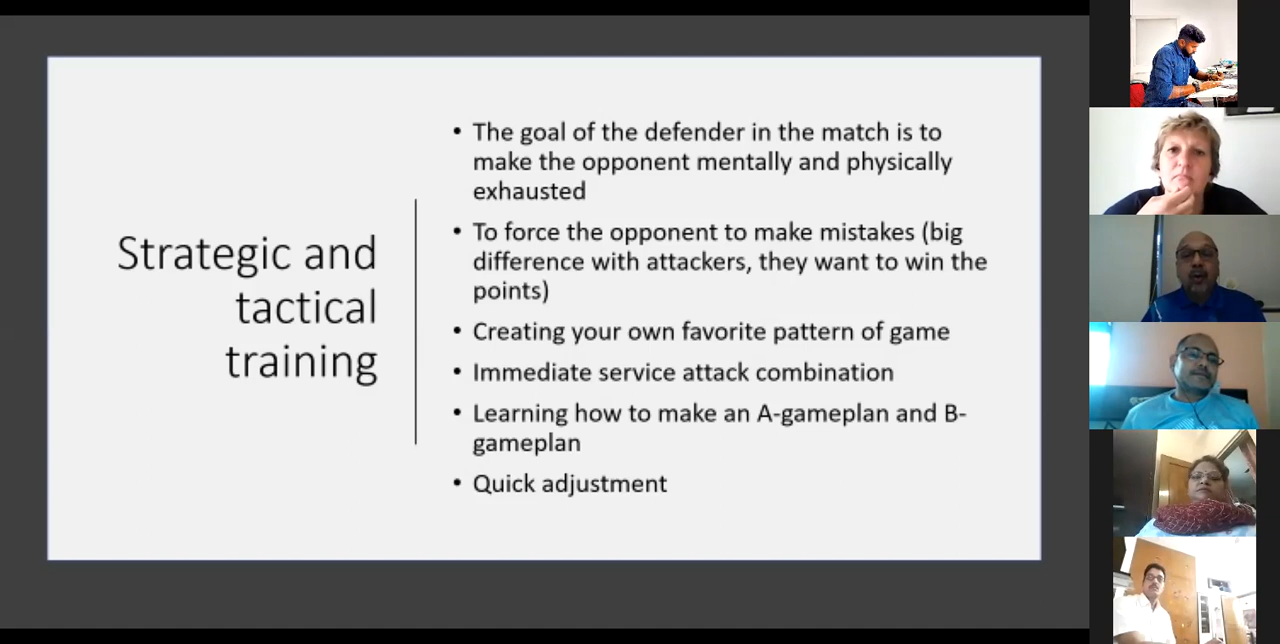 Strategic and
tactical
training
• The goal of the defender in the match is to
make the opponent mentally and physically
exhausted
• To force the opponent to make mistakes (big
difference with attackers, they want to win the
points)
• Creating your own favorite pattern of game
• Immediate service attack combination
• Learning how to make an A-gameplan and B-
gameplan
• Quick adjustment